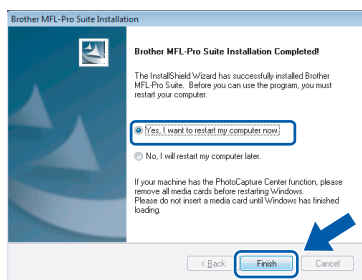 Brother MFL-Pro Suite Installation
Brother MFL-Pro Suite Installation Completed!
The InstallShield Wizard has successfully installed Brother
MFL-Pro Suite. Before you can use the program, you must
restart your computer.
Yes, I want to restart my computer now.
No, I will restart my computer later.
If your machine has the PhotoCapture Center function, please
remove all media cards before restarting Windows.
Please do not insert a media card until Windows has finished
loading.
< Back Finish Cancel